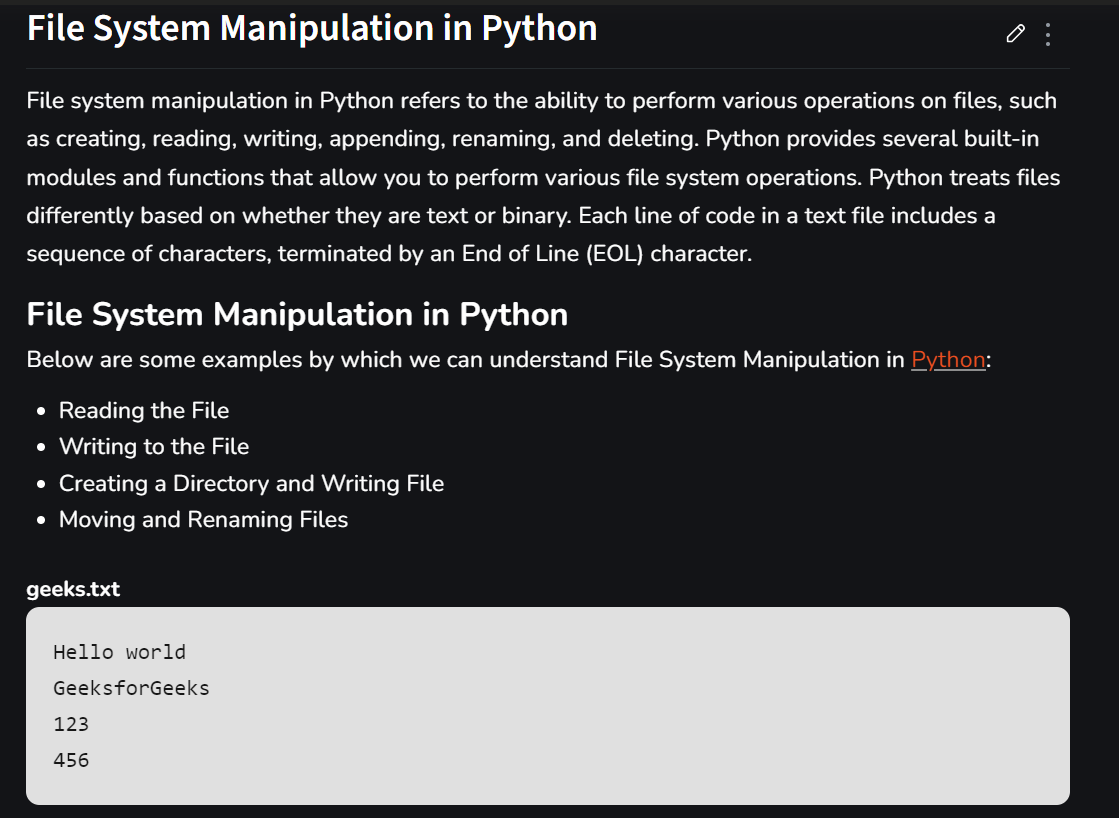 File System Manipulation in Python
File system manipulation in Python refers to the ability to perform various operations on files, such
as creating, reading, writing, appending, renaming, and deleting. Python provides several built-in
modules and functions that allow you to perform various file system operations. Python treats files
differently based on whether they are text or binary. Each line of code in a text file includes a
sequence of characters, terminated by an End of Line (EOL) character.
File System Manipulation in Python
Below are some examples by which we can understand File System Manipulation in Python:
• Reading the File
• Writing to the File
• Creating a Directory and Writing File
• Moving and Renaming Files
geeks.txt
Hello world
GeeksforGeeks
123
456